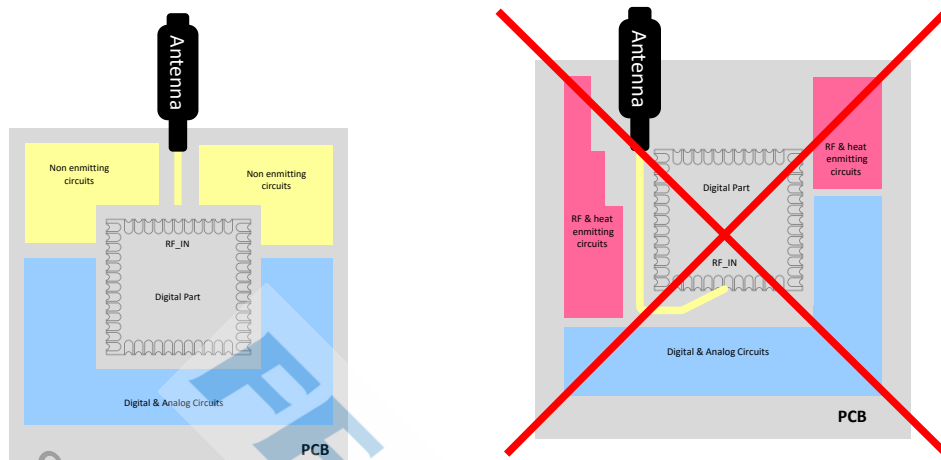 Antenna
Non enmitting
circuits
Non enmitting
circuits
RF_IN
Digital Part
Digital & Analog Circuits
PCB
Antenna
RF & heat
enmitting
circuits
Digital Part
RF & heat
enmitting
circuits
RF_IN
Digital & Analog Circuits
PCB